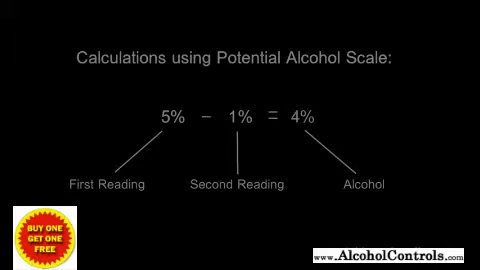 Calculations using Potential Alcohol Scale:
5% – 1% = 4%
First Reading Second Reading Alcohol
BUY ONE
GET ONE
FREE
www.AlcoholControls.com